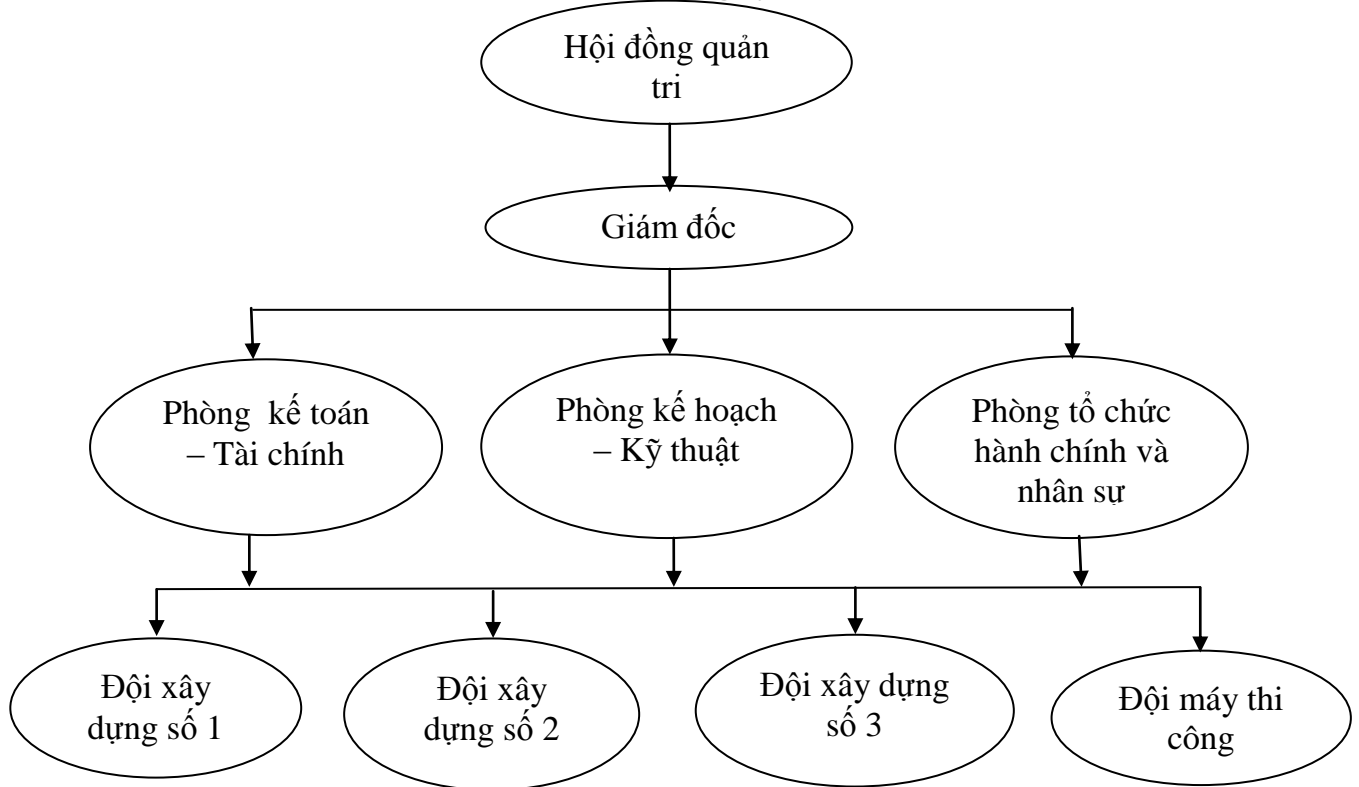 Hội đồng quản
tri
Giám đốc
Phòng kế toán
– Tài chính
Phòng kế hoạch
– Kỹ thuật
Phòng tổ chức
hành chính và
nhân sự
Đội xây
dựng số 1
Đội xây
dựng số 2
Đội xây dựng
số 3
Đội máy thi
công